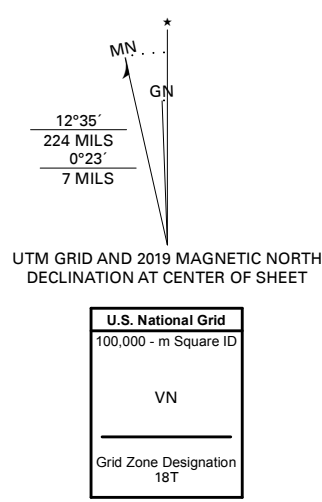 MN
GN
12°35´
224 MILS
0°23´
7 MILS
UTM GRID AND 2019 MAGNETIC NORTH
DECLINATION AT CENTER OF SHEET
U.S. National Grid
100,000 - m Square ID
VN
Grid Zone Designation
18T